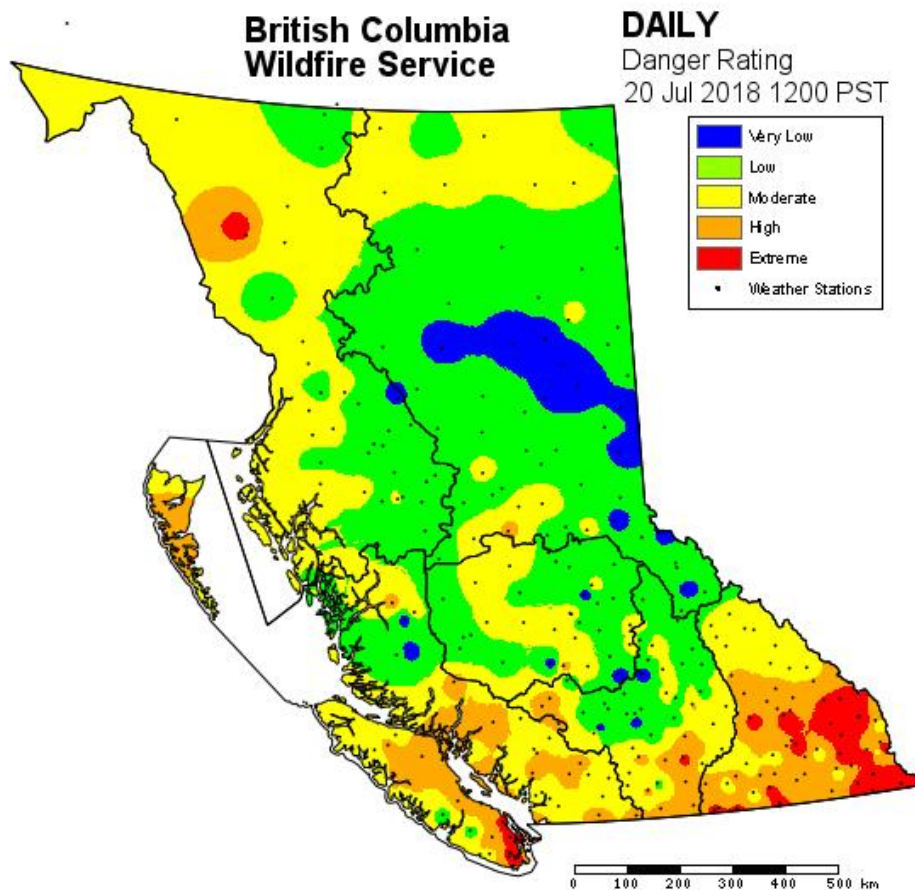 British Columbia
Wildfire Service
DAILY
Danger Rating
20 Jul 2018 1200 PST
Very Low
Low
Moderate
High
Extreme
Weather Stations
0 100 200 300 400 500 km